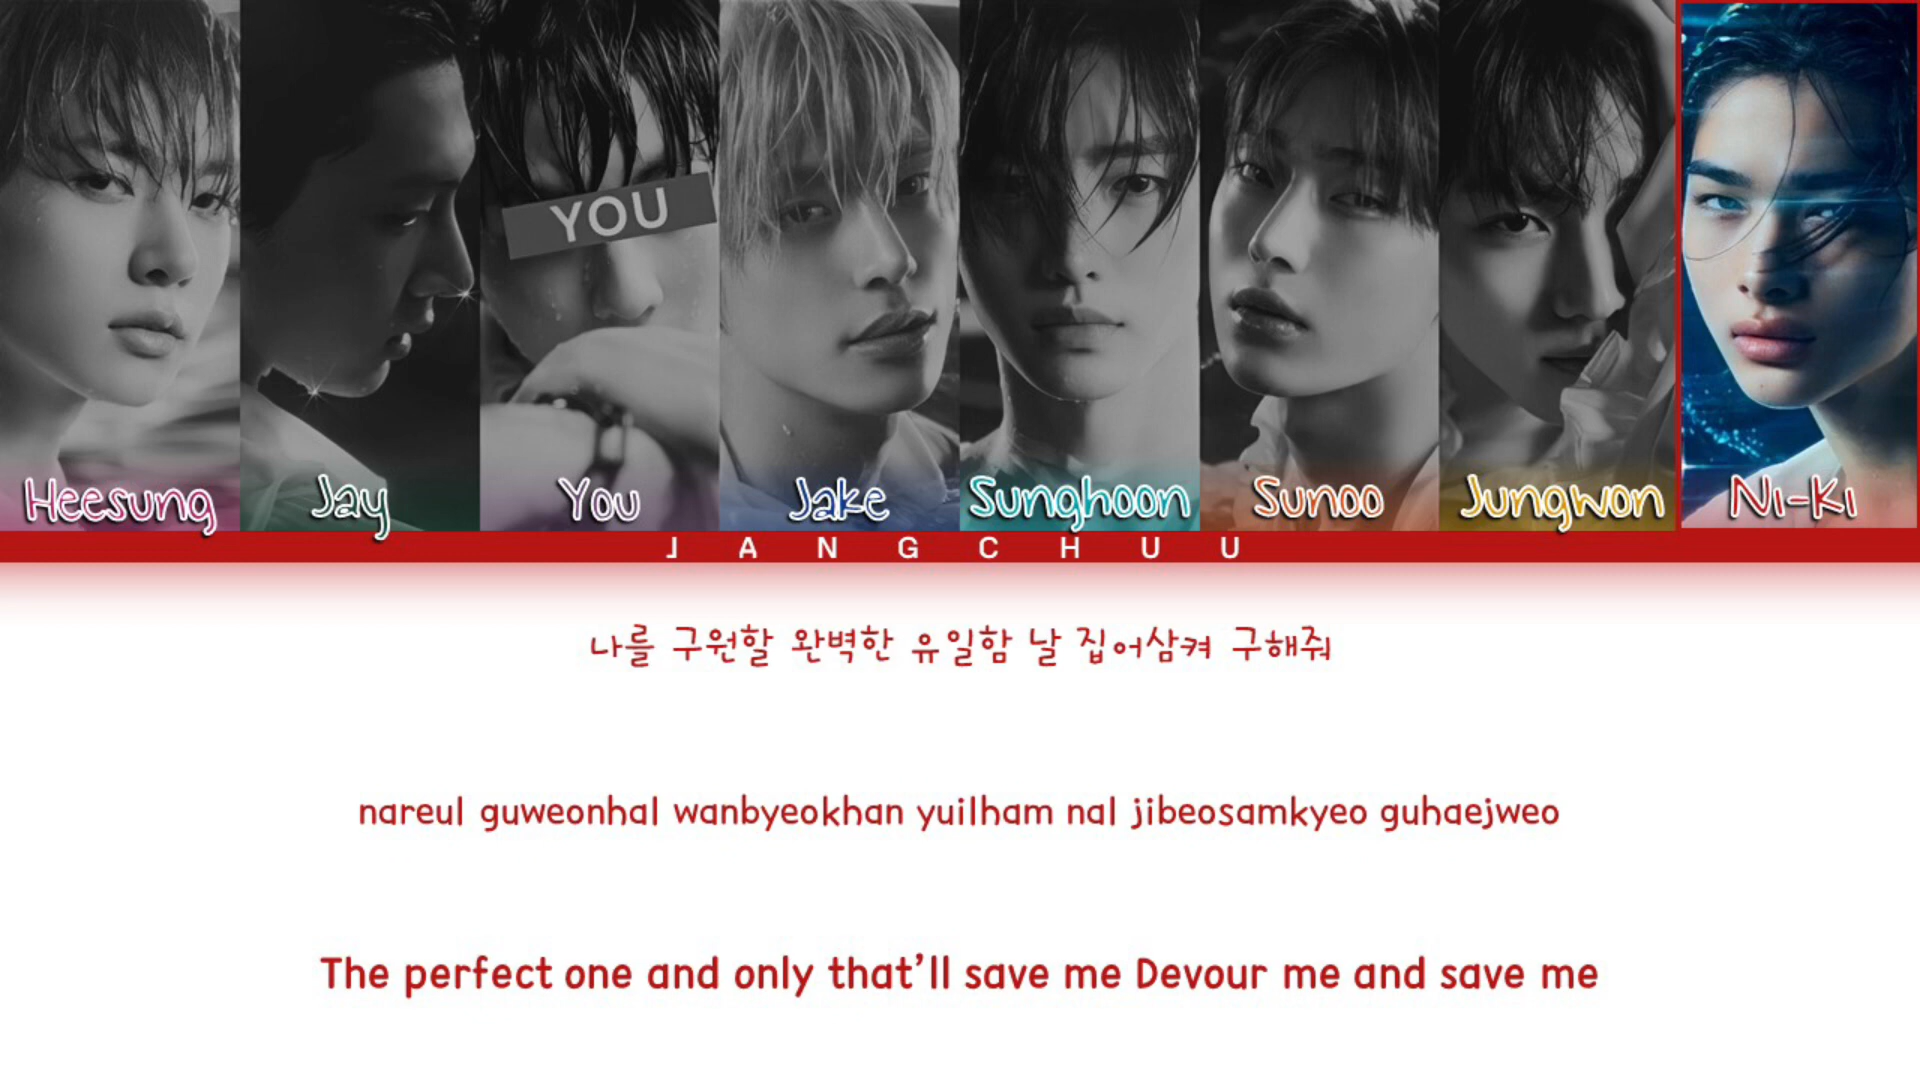 YOU
Heesung Jay You Jake Sunghoon Sunoo Jungwon Ni-Ki
JANGCHUU
나를 구원할 완벽한 유일함 날 집어삼켜 구해줘
nareul guweonhal wanbyeokhan yuilham nal jibeosamkyeo guhaejweo
The perfect one and only that'll save me Devour me and save me